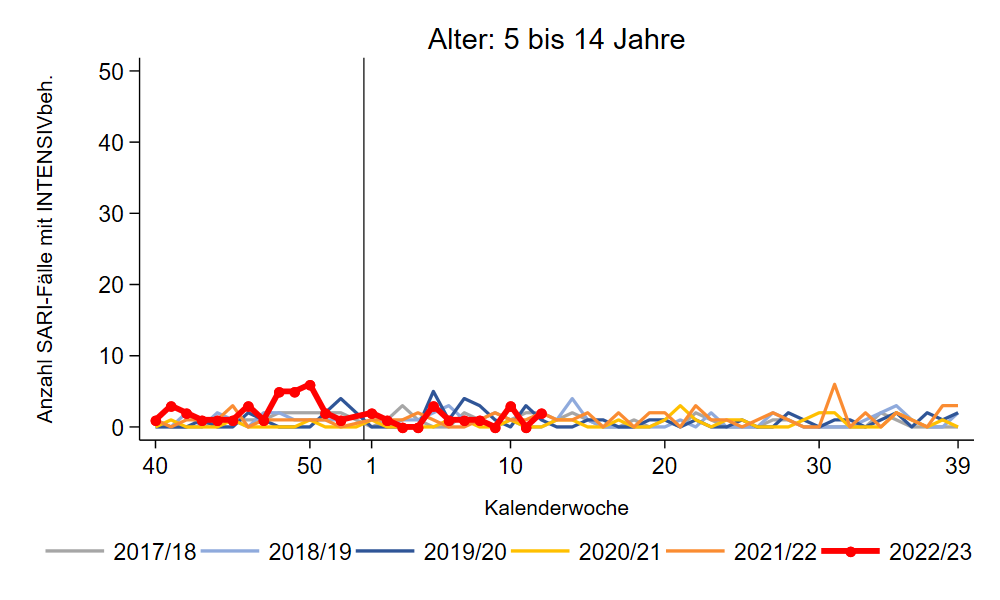 Alter: 5 bis 14 Jahre
Anzahl SARI-Fälle mit INTENSIVbeh.
50
40
30
20
10
0
40 50 1 10 20 30 39
Kalenderwoche
2017/18 2018/19 2019/20 2020/21 2021/22 2022/23